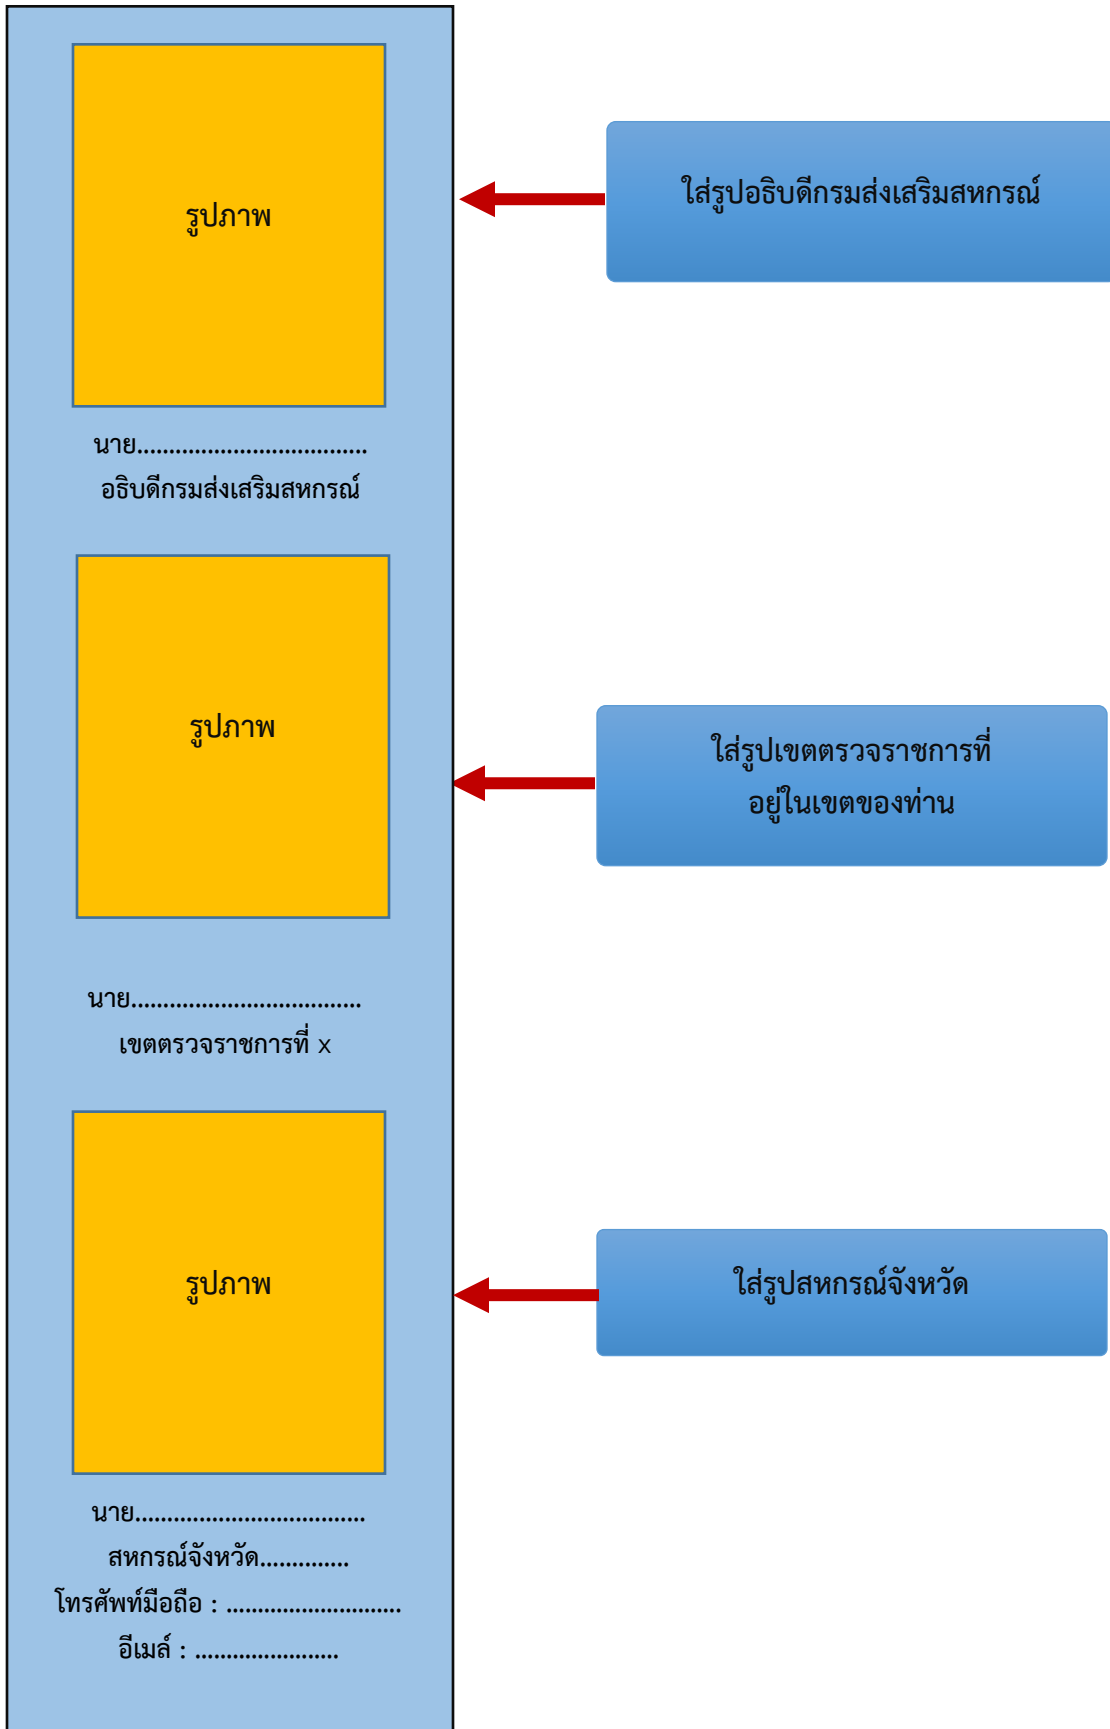 รูปภาพ
ใส่รูปอธิบดีกรมส่งเสริมสหกรณ์
นาย....................................
อธิบดีกรมส่งเสริมสหกรณ์
รูปภาพ
ใส่รูปเขตตรวจราชการที่
อยู่ในเขตของท่าน
นาย....................................
เขตตรวจราชการที่ x
รูปภาพ
ใส่รูปสหกรณ์จังหวัด
นาย....................................
สหกรณ์จังหวัด..............
โทรศัพท์มือถือ : ............................
อีเมล์ : .......................